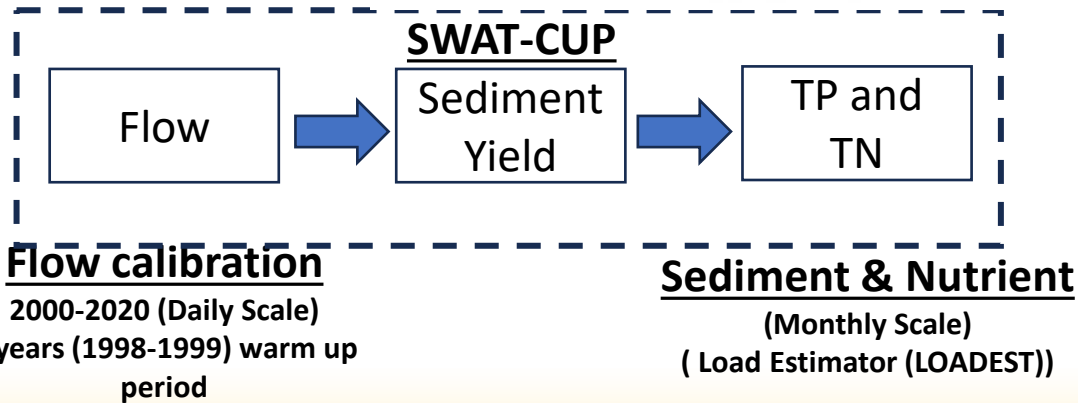 SWAT-CUP
Flow
Sediment
Yield
TP and
TN
Flow calibration
2000-2020 (Daily Scale)
years (1998-1999) warm up
period
Sediment & Nutrient
(Monthly Scale)
( Load Estimator (LOADEST))